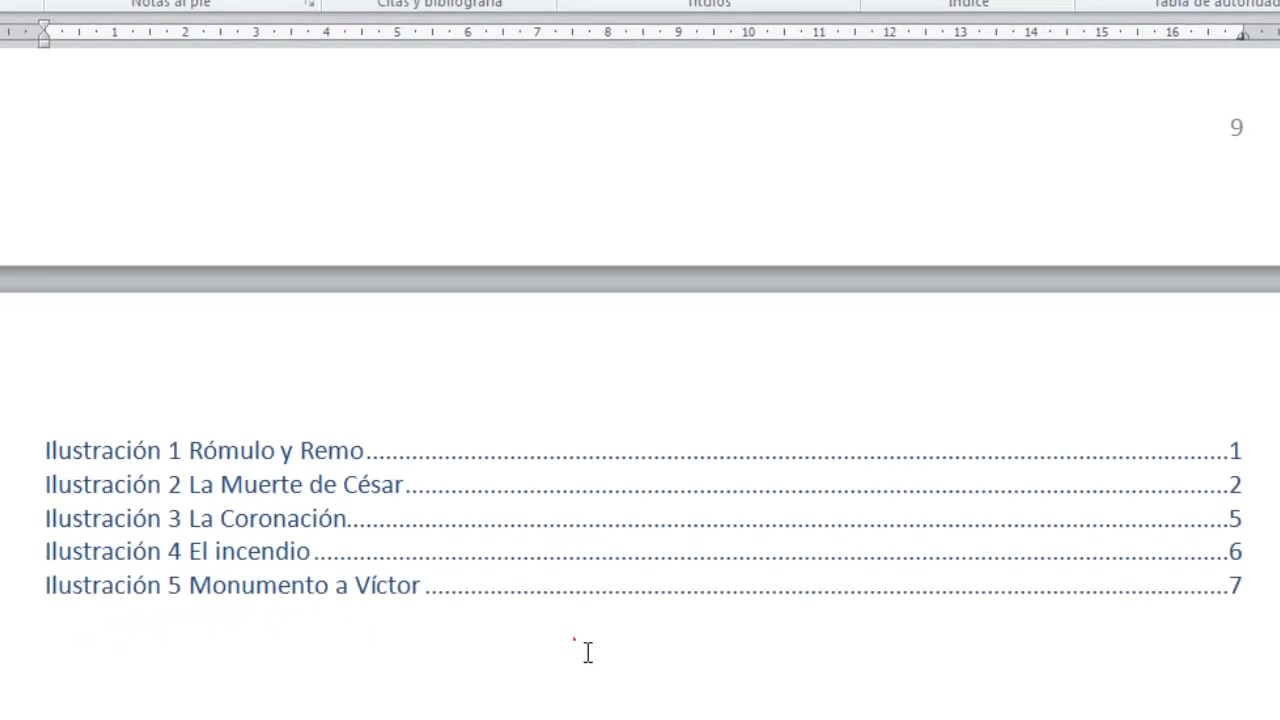 Notas al pie Citas y bibliografía Títulos Índice Tabla de autoridad
1 2 3 4 5 6 7 8 9 10 11 12 13 14 15 16
9
Ilustración 1 Rómulo y Remo..........1
Ilustración 2 La Muerte de César..........2
Ilustración 3 La Coronación..........5
Ilustración 4 El incendio..........6
Ilustración 5 Monumento a Víctor..........7